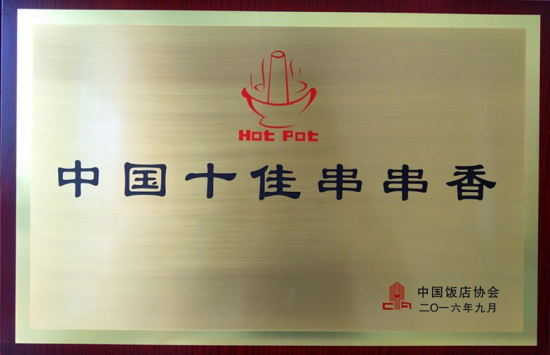 Hot Pot
中国十佳串串香
中国饭店协会
二〇一六年九月